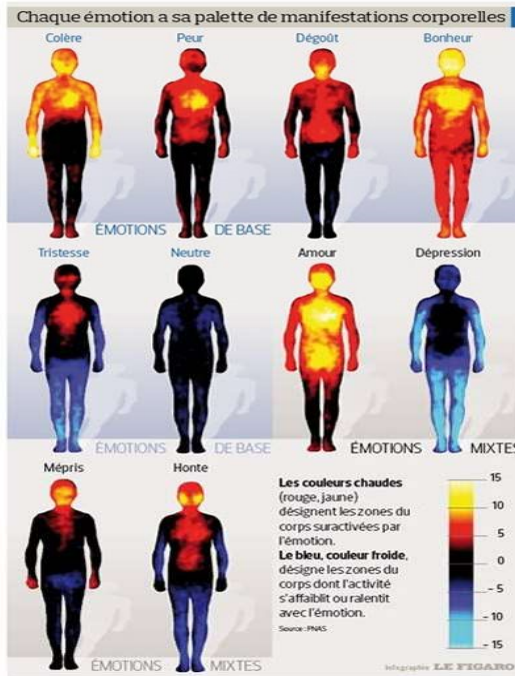 Chaque émotion a sa palette de manifestations corporelles
Colère Peur Dégoût Bonheur
ÉMOTIONS DE BASE
Tristesse Neutre Amour Dépression
ÉMOTIONS DE BASE ÉMOTIONS MIXTES
Mépris Honte
ÉMOTIONS MIXTES
Les couleurs chaudes
(rouge, jaune)
désignent les zones du
corps suractivées par
l'émotion.
Le bleu, couleur froide,
désigne les zones du
corps dont l'activité
s'affaiblit ou ralentit
avec l'émotion.
Source : PNAS
15
10
5
0
- 5
- 10
- 15
Infographie LE FIGARO